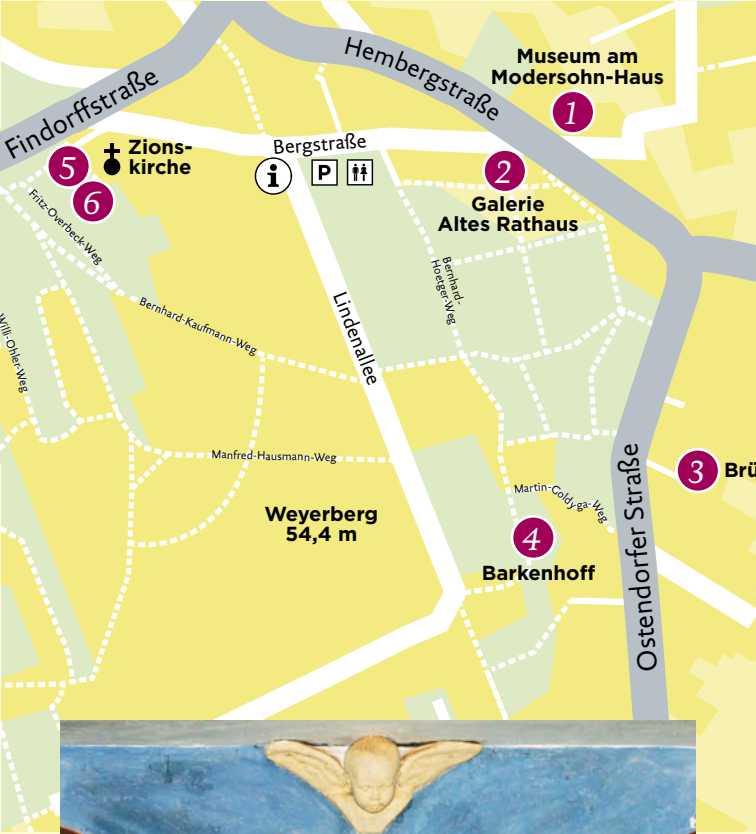 Findorffstraße
Hembergstraße
Museum am
Modersohn-Haus
1
Bergstraße
Zions-
kirche
5
6
i
P
2
Galerie
Altes Rathaus
Fritz-Overbeck-Weg
Bernhard-
Hoetger-Weg
Bernhard-Kaufmann-Weg
Lindenallee
Willi-Ohler-Weg
Manfred-Hausmann-Weg
3
Brü
Ostendorfer Straße
Martin-Goldyga-Weg
Weyerberg
54,4 m
4
Barkenhoff